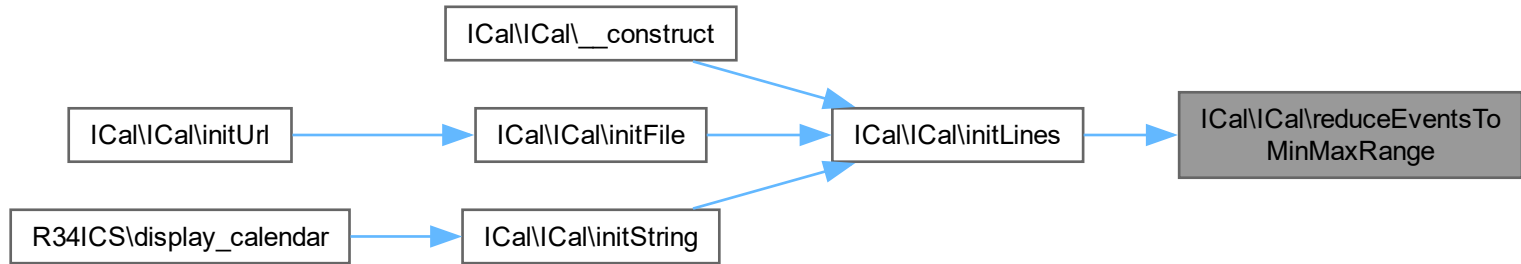 ICal\ICal\__construct
ICal\ICal\initUrl
ICal\ICal\initFile
ICal\ICal\initLines
ICal\ICal\reduceEventsTo
MinMaxRange
R34ICS\display_calendar
ICal\ICal\initString